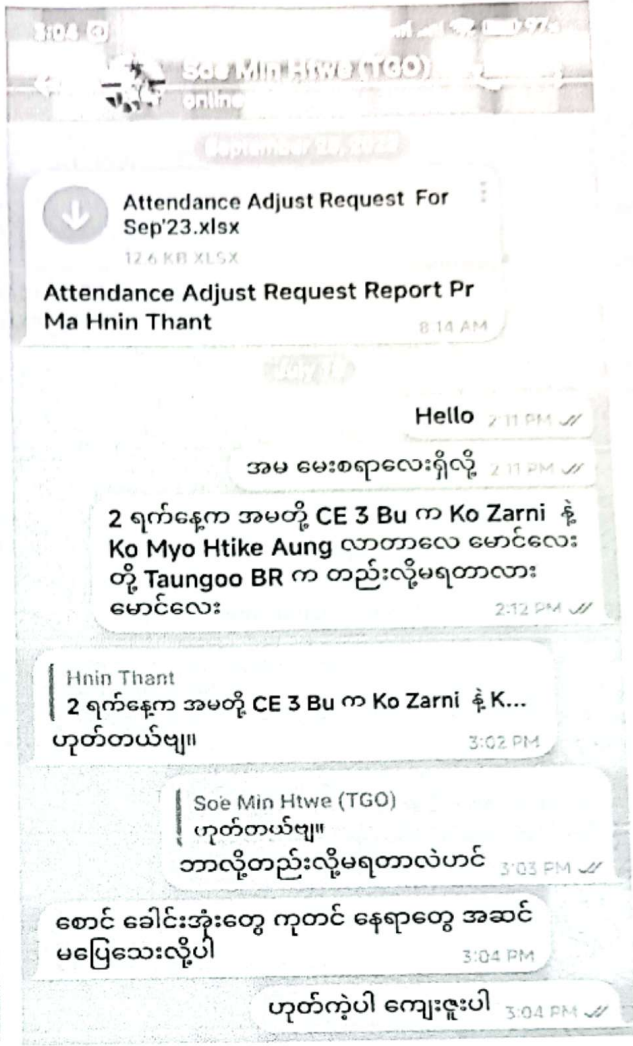 3:04
Soe Min Htwe (TGO)
online
Attendance Adjust Request For
Sep'23.xlsx
12.6 KB XLSX
Attendance Adjust Request Report Pr
Ma Hnin Thant
8:14 AM
Hello 2:11 PM
အမ မေးစရာလေးရှိလို့ 2:11 PM
2 ရက်နေ့က အမတို့ CE 3 Bu က Ko Zarni နဲ့
Ko Myo Htike Aung လာတာလေ မောင်လေး
တို့ Taungoo BR က တည်းလို့မရတာလား
မောင်လေး 2:12 PM
Hnin Thant
2 ရက်နေ့က အမတို့ CE 3 Bu က Ko Zarni နဲ့ K...
ဟုတ်တယ်ဗျ။ 3:02 PM
Soe Min Htwe (TGO)
ဟုတ်တယ်ဗျ။
ဘာလို့တည်းလို့မရတာလဲဟင် 3:03 PM
စောင် ခေါင်းအုံးတွေ ကုတင် နေရာတွေ အဆင်
မပြေသေးလို့ပါ 3:04 PM
ဟုတ်ကဲ့ပါ ကျေးဇူးပါ 3:04 PM